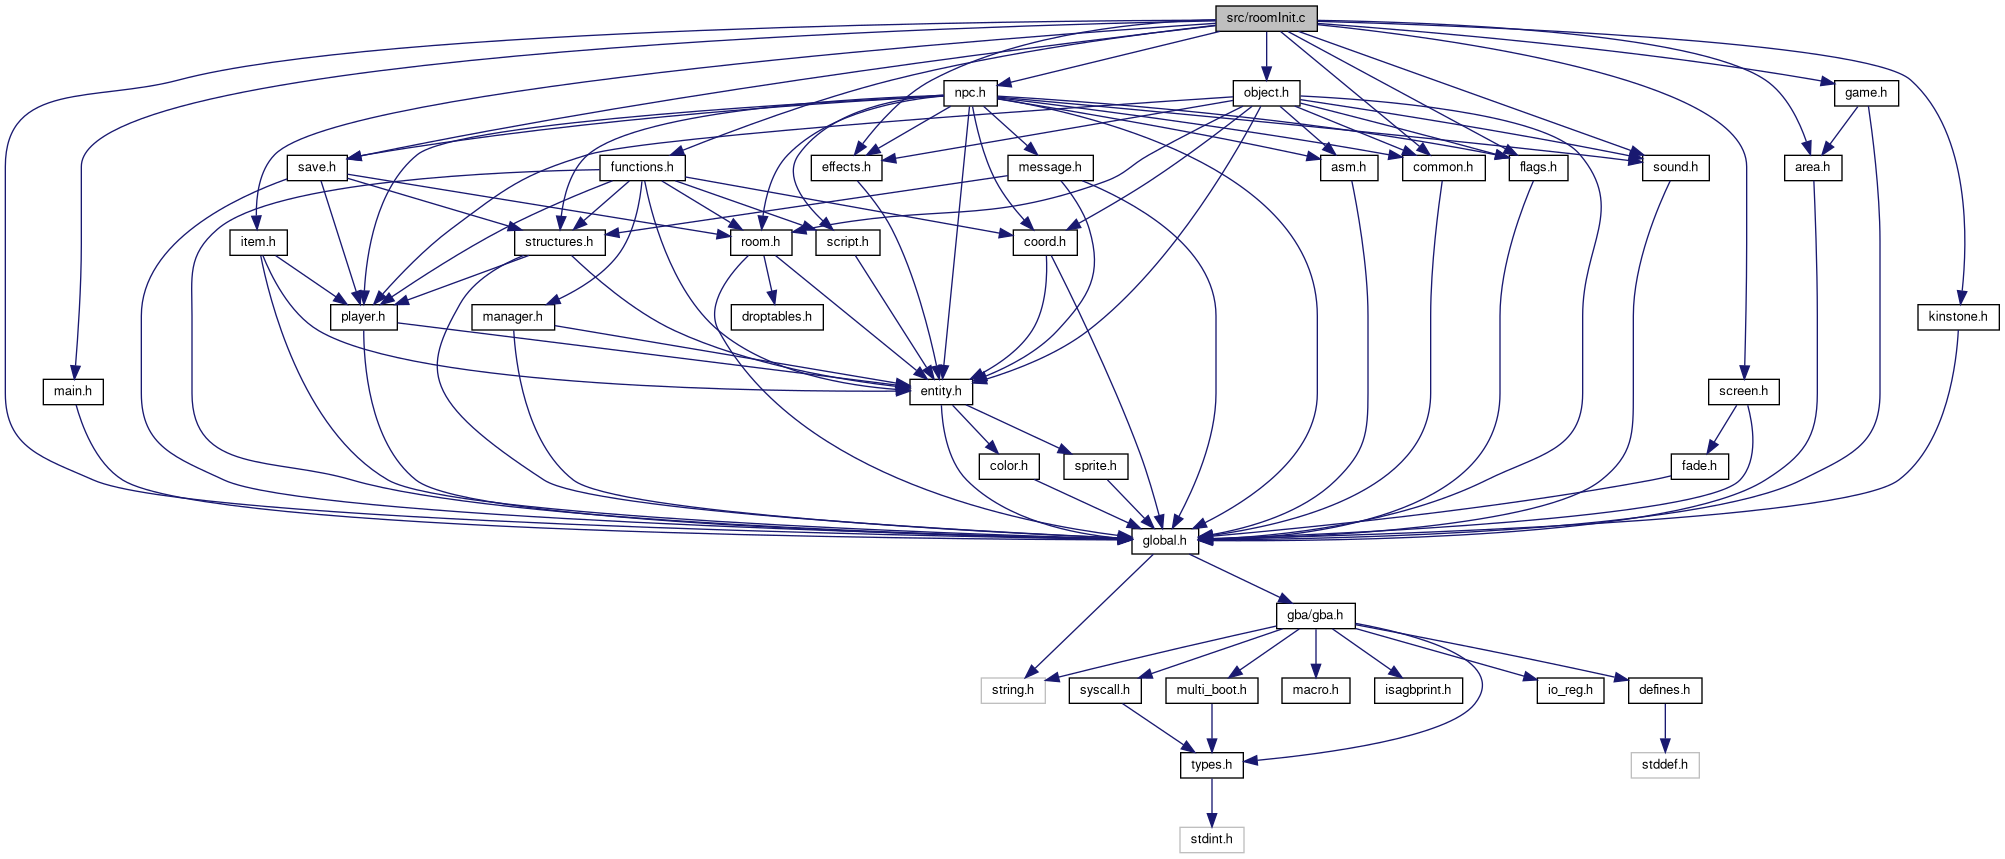 src/roomInit.c
npc.h
object.h
game.h
save.h
functions.h
effects.h
message.h
asm.h
common.h
flags.h
sound.h
area.h
item.h
structures.h
room.h
script.h
coord.h
player.h
manager.h
droptables.h
kinstone.h
main.h
entity.h
screen.h
color.h
sprite.h
fade.h
global.h
gba/gba.h
string.h
syscall.h
multi_boot.h
macro.h
isagbprint.h
io_reg.h
defines.h
types.h
stddef.h
stdint.h